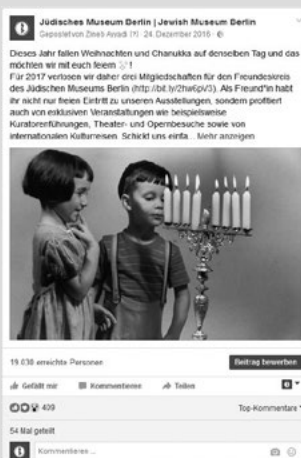 Jüdisches Museum Berlin | Jewish Museum Berlin
Gepostet von Zineb Awadi (?) · 24. Dezember 2016 ·
Dieses Jahr fallen Weihnachten und Chanukka auf denselben Tag und das
möchten wir mit euch feiern !
Für 2017 verlosen wir daher drei Mitgliedschaften für den Freundeskreis
des Jüdischen Museums Berlin (http://bit.ly/2hw6pV3). Als Freund*in habt
ihr nicht nur freien Eintritt zu unseren Ausstellungen, sondern profitiert
auch von exklusiven Veranstaltungen wie beispielsweise
Kuratorenführungen, Theater- und Opernbesuche sowie von
internationalen Kulturreisen. Schickt uns einfa... Mehr anzeigen
19.030 erreichte Personen
Beitrag bewerben
Gefällt mir Kommentieren Teilen
409 Top-Kommentare
54 Mal geteilt
Kommentieren ...